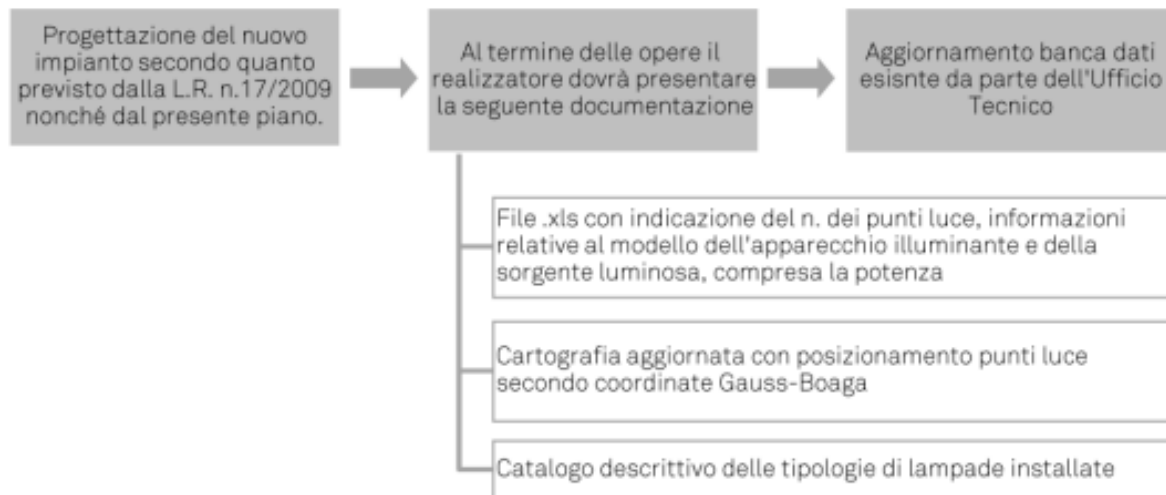 Progettazione del nuovo
impianto secondo quanto
previsto dalla L.R. n.17/2009
nonché dal presente piano.
Al termine delle opere il
realizzatore dovrà presentare
la seguente documentazione
Aggiornamento banca dati
esisnte da parte dell'Ufficio
Tecnico
File .xls con indicazione del n. dei punti luce, informazioni
relative al modello dell'apparecchio illuminante e della
sorgente luminosa, compresa la potenza
Cartografia aggiornata con posizionamento punti luce
secondo coordinate Gauss-Boaga
Catalogo descrittivo delle tipologie di lampade installate